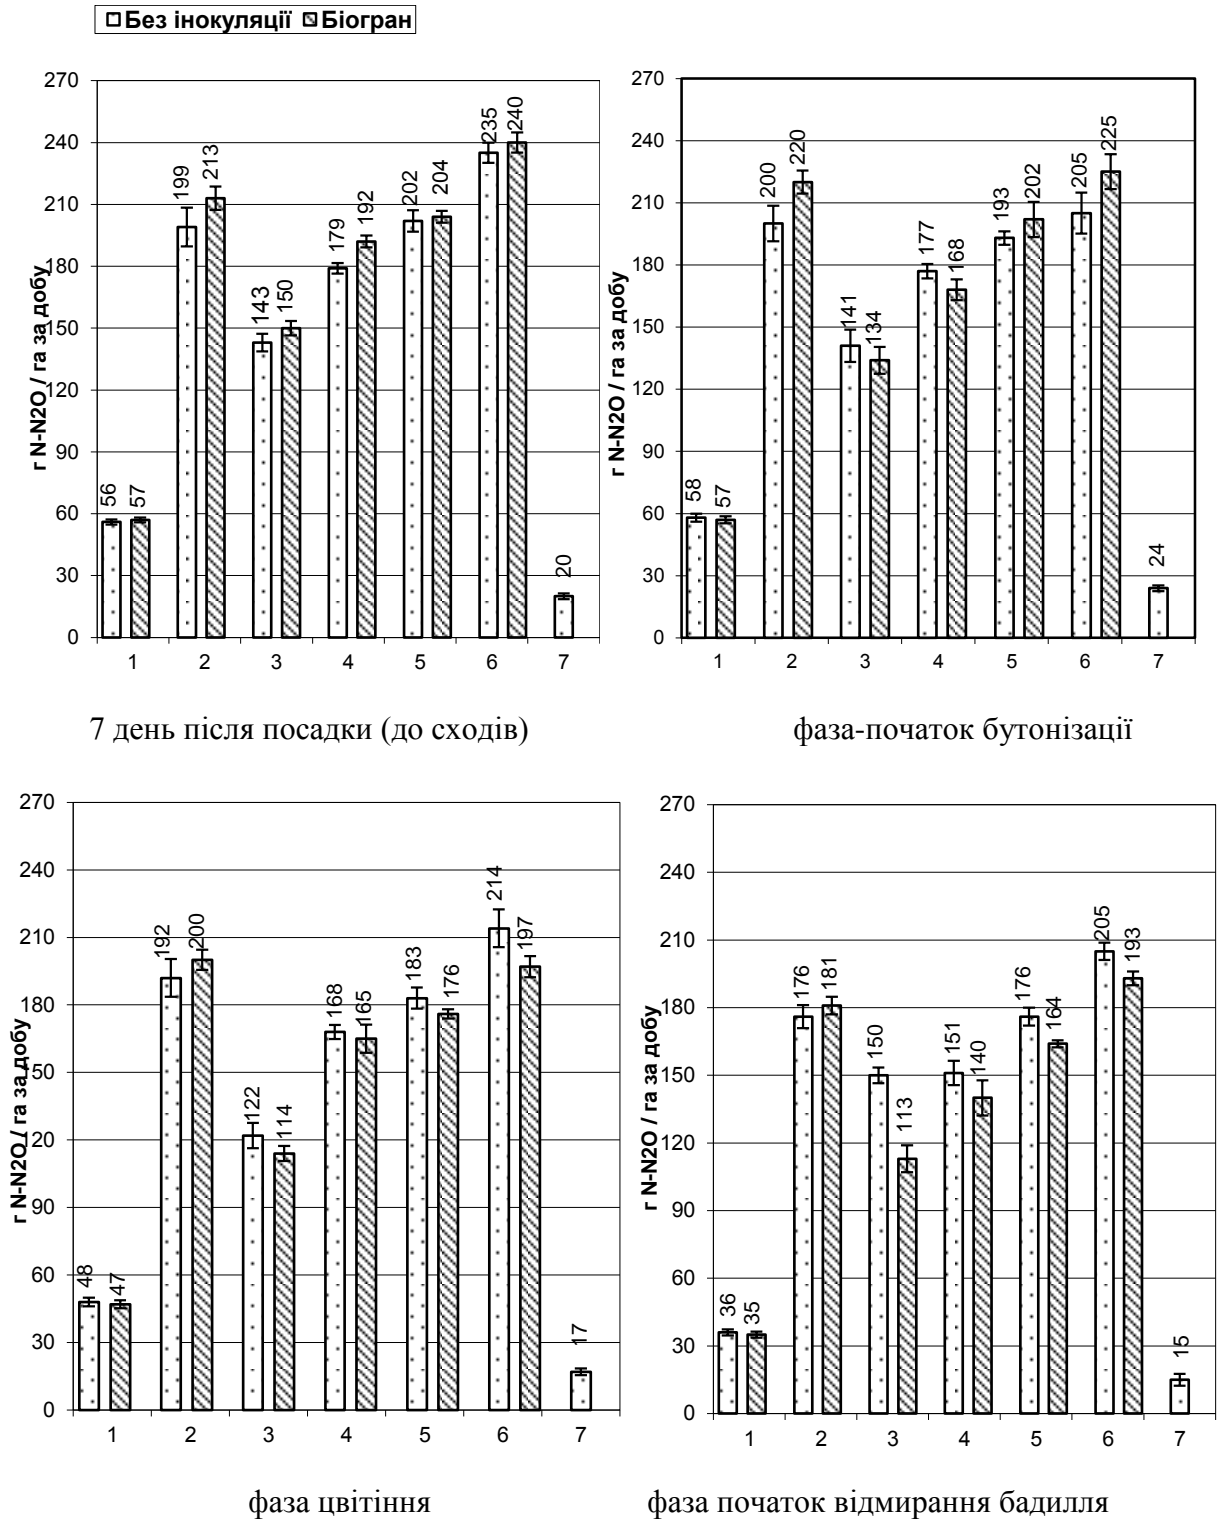 Без інокуляції Біогран
г N-N2O / га за добу
270
240
210
180
150
120
90
60
30
0
56 57 199 213 143 150 179 192 202 204 235 240 20
1 2 3 4 5 6 7
7 день після посадки (до сходів)
г N-N2O / га за добу
270
240
210
180
150
120
90
60
30
0
58 57 200 220 141 134 177 168 193 202 205 225 24
1 2 3 4 5 6 7
фаза-початок бутонізації
г N-N2O / га за добу
270
240
210
180
150
120
90
60
30
0
48 47 192 200 122 114 168 165 183 176 214 197 17
1 2 3 4 5 6 7
фаза цвітіння
г N-N2O / га за добу
270
240
210
180
150
120
90
60
30
0
36 35 176 181 150 113 151 140 176 164 205 193 15
1 2 3 4 5 6 7
фаза початок відмирання бадилля